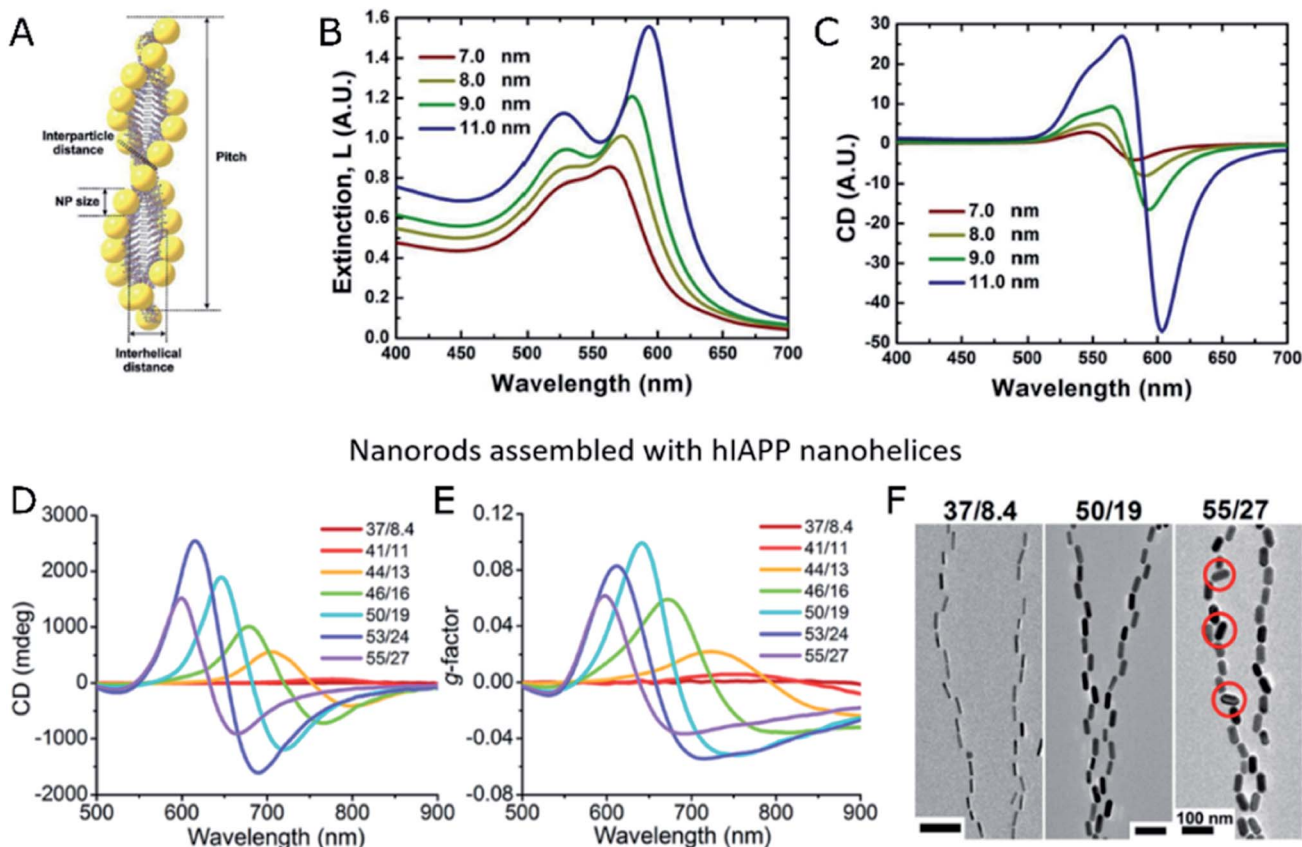 A
Interparticle
distance
NP size
Pitch
Interhelical
distance
B
Extinction, L (A.U.)
1.6
1.4
1.2
1.0
0.8
0.6
0.4
0.2
0.0
7.0 nm
8.0 nm
9.0 nm
11.0 nm
400 450 500 550 600 650 700
Wavelength (nm)
C
CD (A.U.)
30
20
10
0
-10
-20
-30
-40
-50
7.0 nm
8.0 nm
9.0 nm
11.0 nm
400 450 500 550 600 650 700
Wavelength (nm)
Nanorods assembled with hIAPP nanohelices
D
CD (mdeg)
3000
2000
1000
0
-1000
-2000
37/8.4
41/11
44/13
46/16
50/19
53/24
55/27
500 600 700 800 900
Wavelength (nm)
E
g-factor
0.12
0.08
0.04
0.00
-0.04
-0.08
37/8.4
41/11
44/13
46/16
50/19
53/24
55/27
500 600 700 800 900
Wavelength (nm)
F
37/8.4 50/19 55/27
100 nm